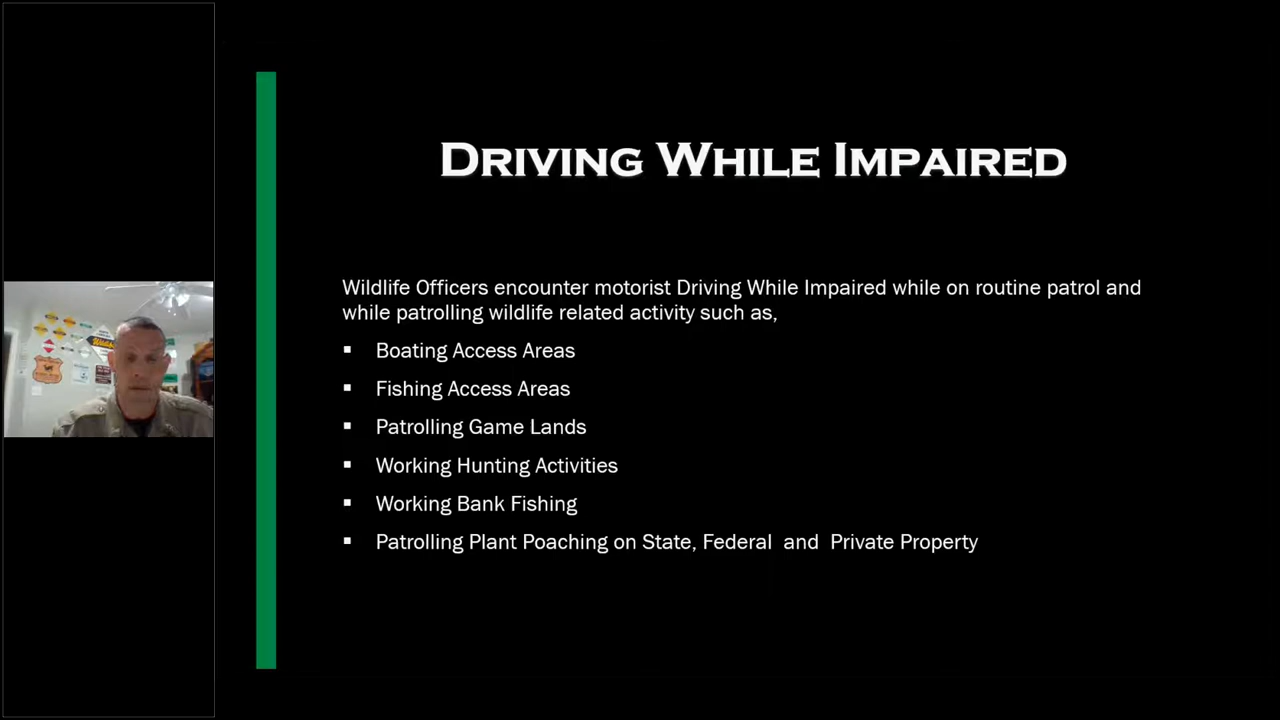 DRIVING WHILE IMPAIRED
Wildlife Officers encounter motorist Driving While Impaired while on routine patrol and
while patrolling wildlife related activity such as,
▪ Boating Access Areas
▪ Fishing Access Areas
▪ Patrolling Game Lands
▪ Working Hunting Activities
▪ Working Bank Fishing
▪ Patrolling Plant Poaching on State, Federal and Private Property